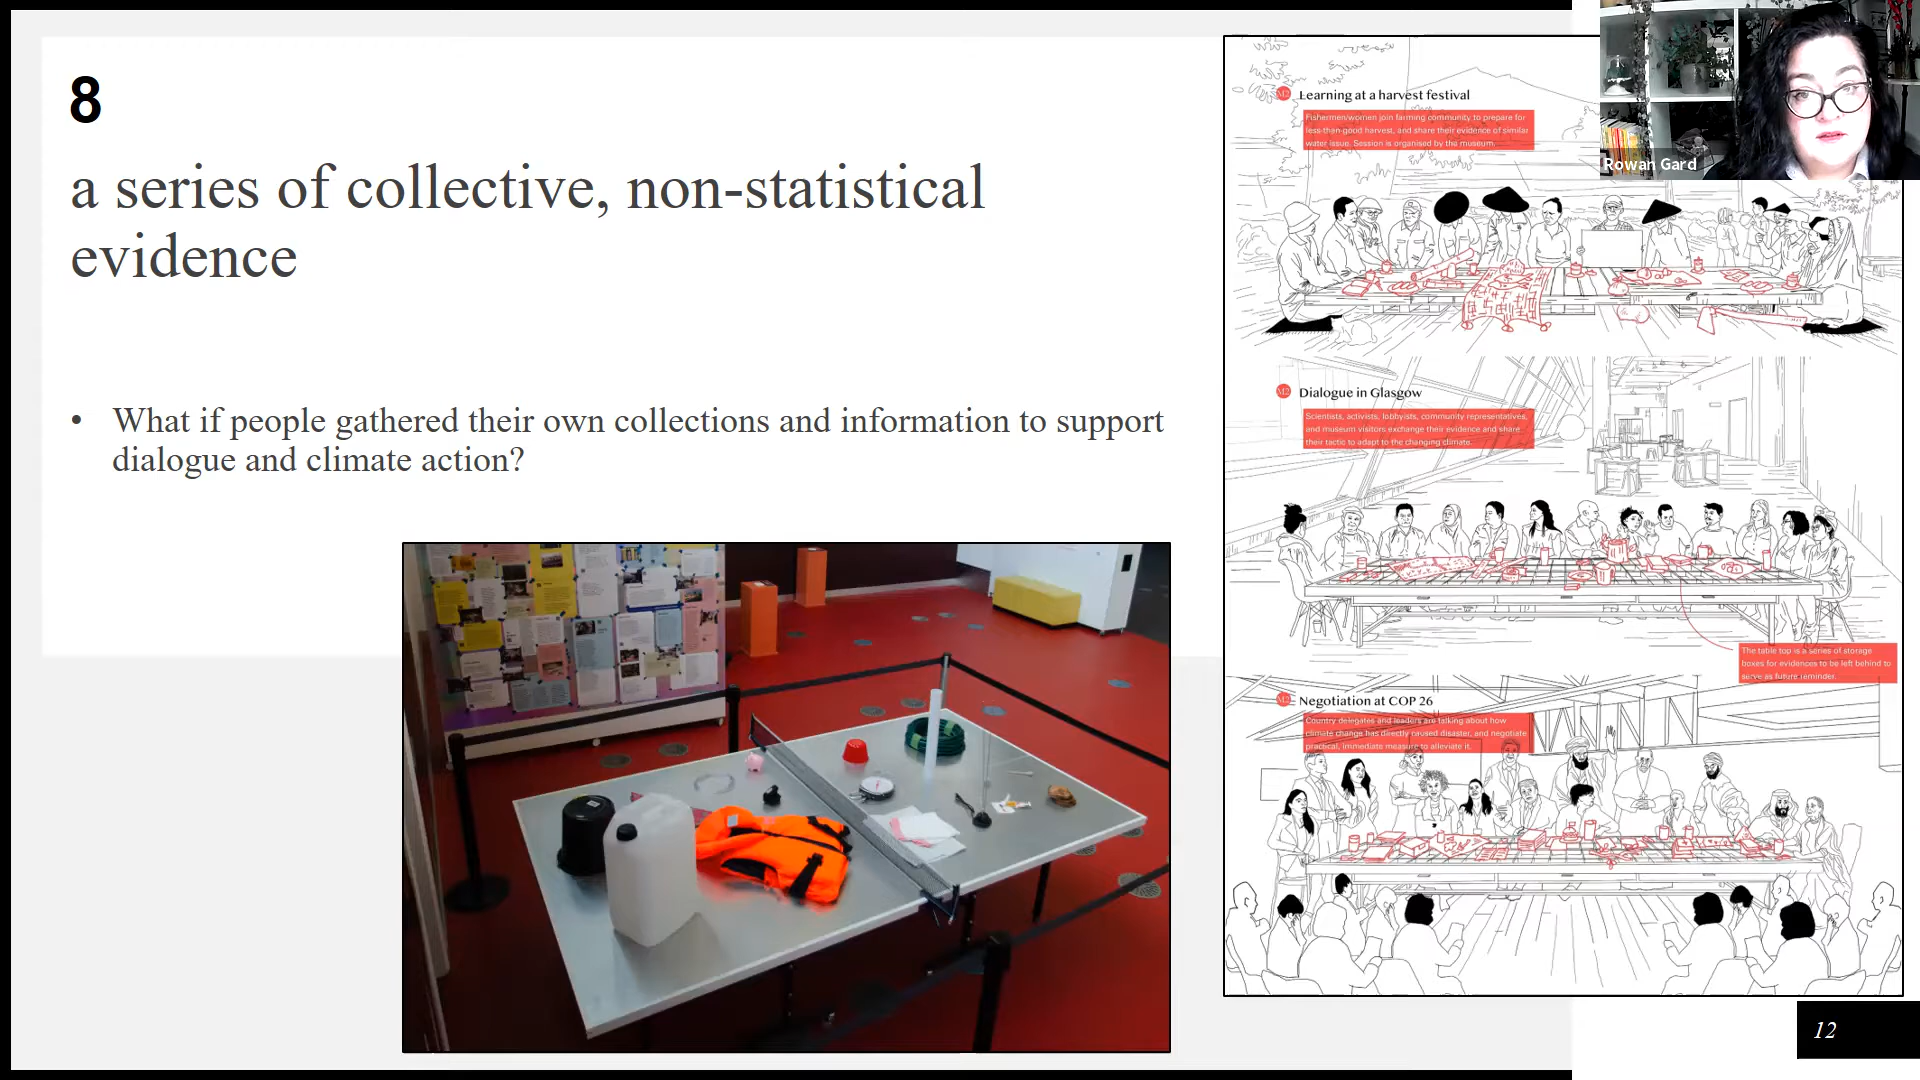 8
a series of collective, non-statistical
evidence
• What if people gathered their own collections and information to support
dialogue and climate action?
M2 Learning at a harvest festival
Fishermen/women join farming community to prepare for
less-than-good harvest, and share their evidence of similar
water issue. Session is organised by the museum.
Rowan Gard
M2 Dialogue in Glasgow
Scientists, activists, lobbyists, community representatives,
and museum visitors exchange their evidence and share
their tactic to adapt to the changing climate.
The table top is a series of storage
boxes for evidences to be left behind to
serve as future reminder.
M2 Negotiation at COP 26
Country delegates and leaders are talking about how
climate change has directly caused disaster, and negotiate
practical, immediate measure to alleviate it.
12